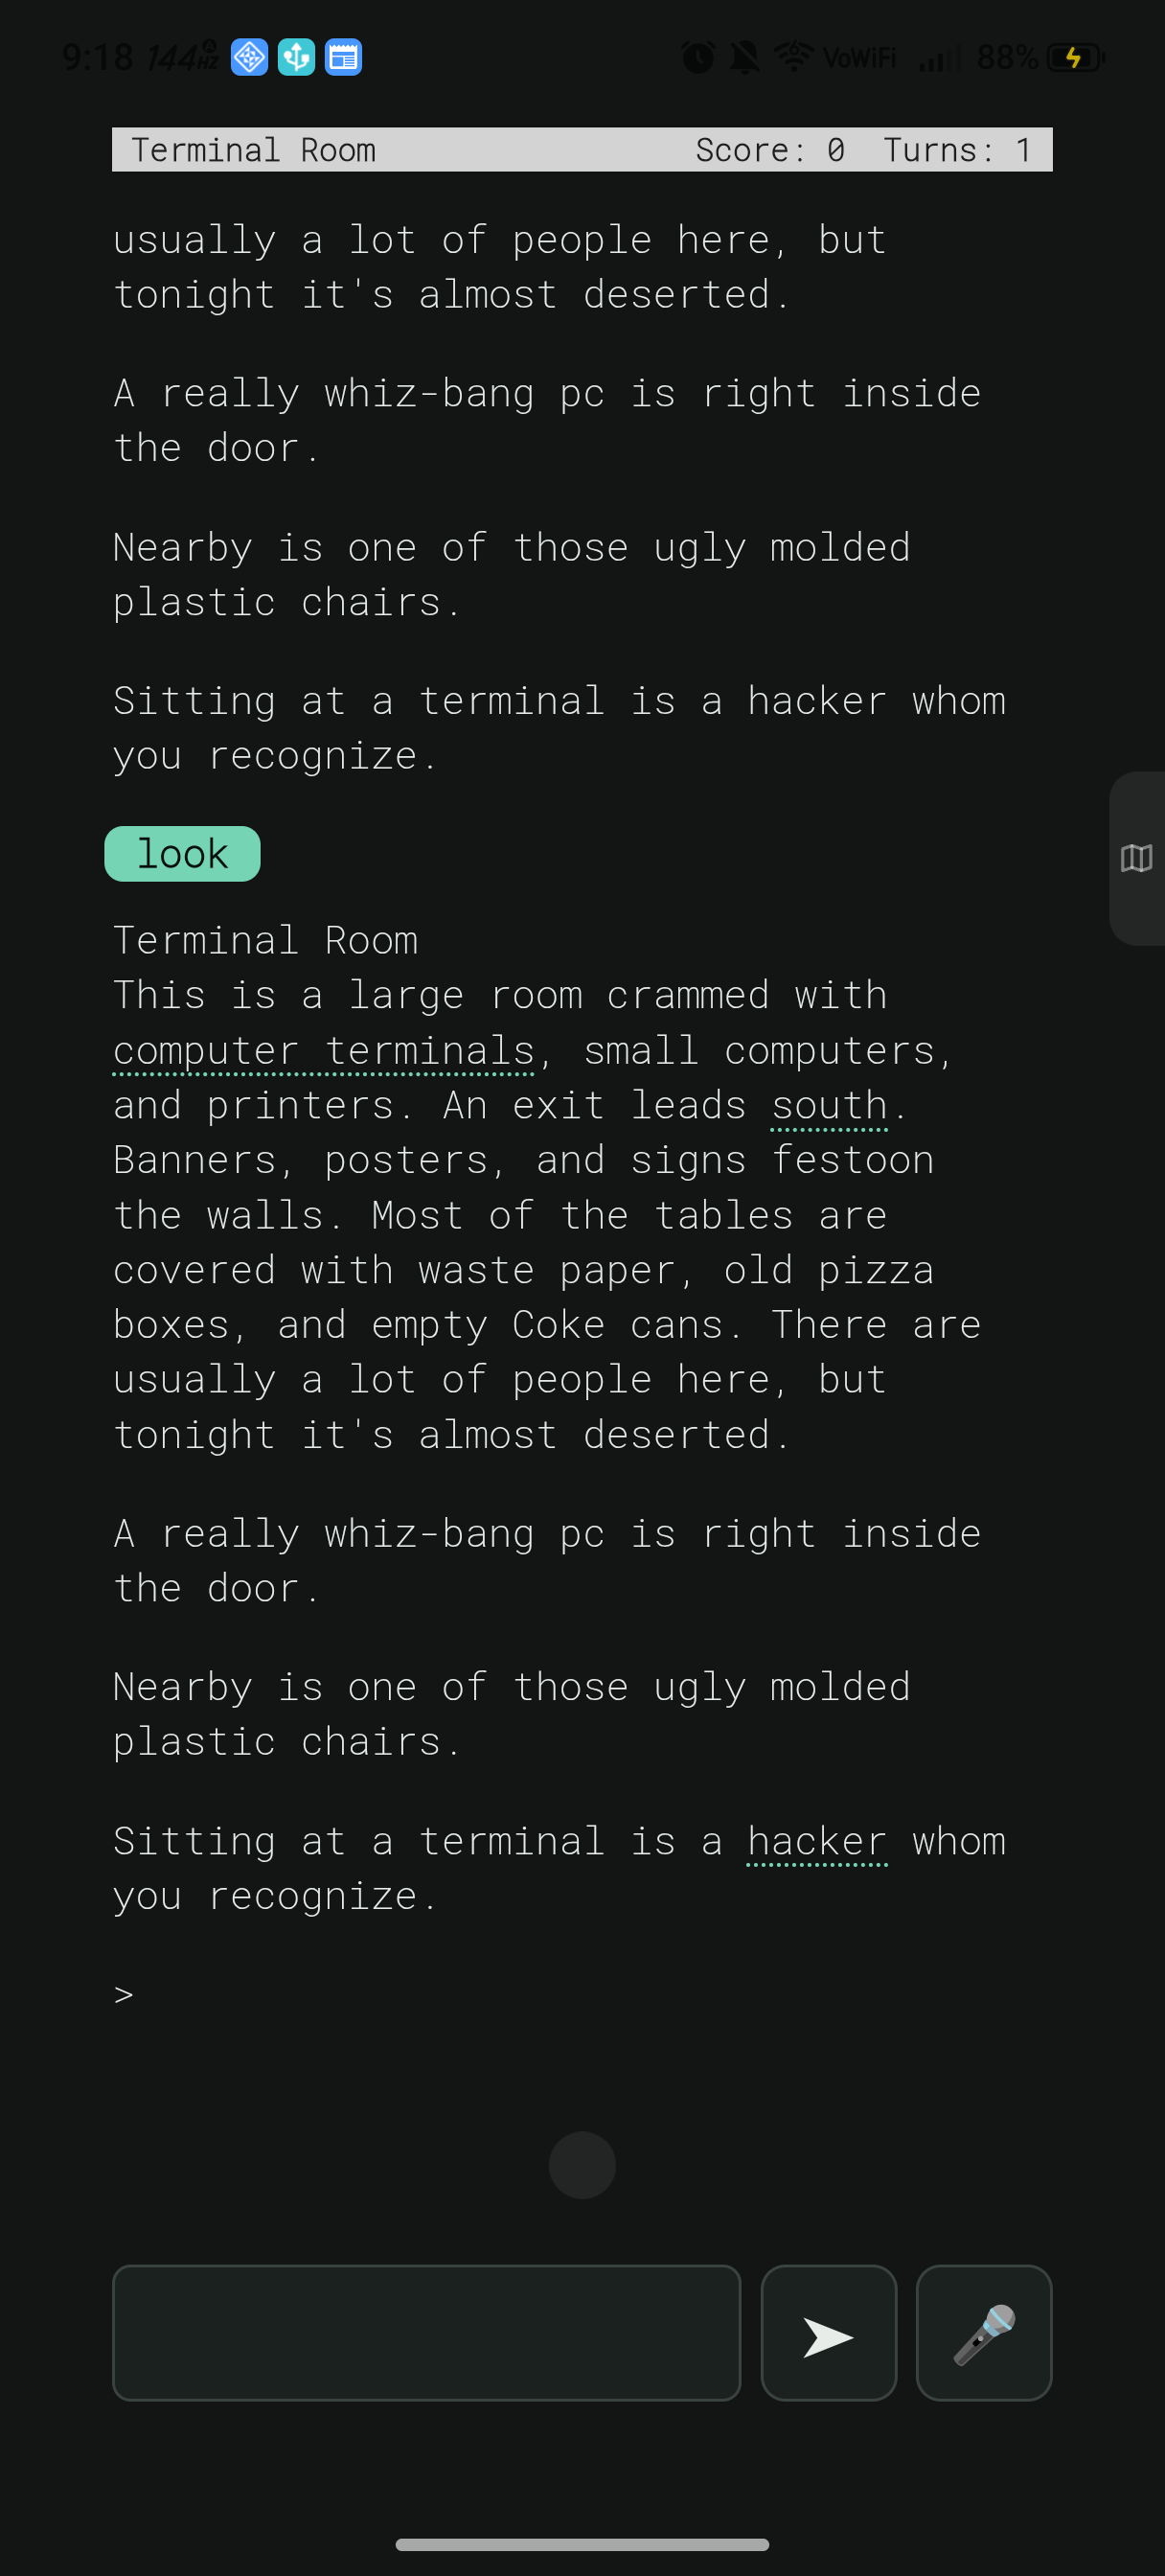 9:18 144HZ VoWiFi 88%
Terminal Room Score: 0 Turns: 1
usually a lot of people here, but
tonight it's almost deserted.
A really whiz-bang pc is right inside
the door.
Nearby is one of those ugly molded
plastic chairs.
Sitting at a terminal is a hacker whom
you recognize.
look
Terminal Room
This is a large room crammed with
computer terminals, small computers,
and printers. An exit leads south.
Banners, posters, and signs festoon
the walls. Most of the tables are
covered with waste paper, old pizza
boxes, and empty Coke cans. There are
usually a lot of people here, but
tonight it's almost deserted.
A really whiz-bang pc is right inside
the door.
Nearby is one of those ugly molded
plastic chairs.
Sitting at a terminal is a hacker whom
you recognize.
>